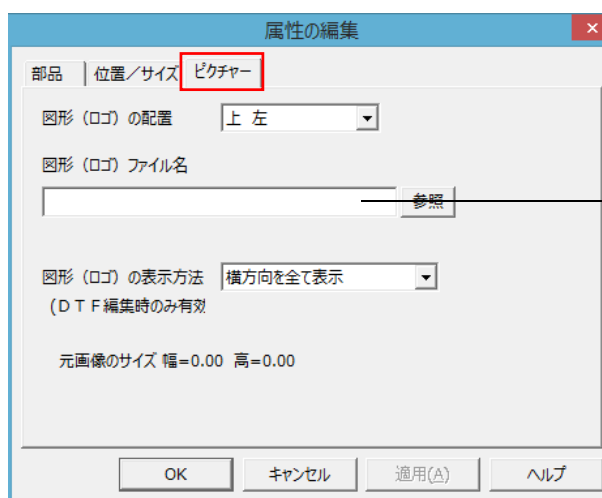 属性の編集
部品 位置／サイズ ピクチャー
図形（ロゴ）の配置 上 左
図形（ロゴ）ファイル名
参照
図形（ロゴ）の表示方法 横方向を全て表示
(ＤＴＦ編集時のみ有効
元画像のサイズ 幅=0.00 高=0.00
OK キャンセル 適用(A) ヘルプ